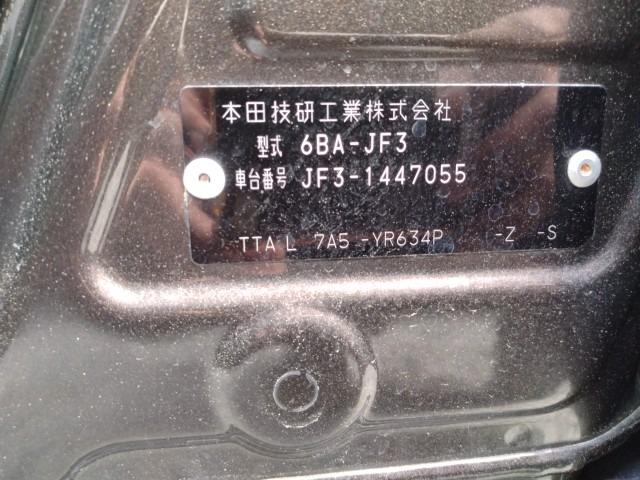 本田技研工業株式会社
型式 6BA-JF3
車台番号 JF3-1447055
TTA L 7A5 -YR634P -Z -S